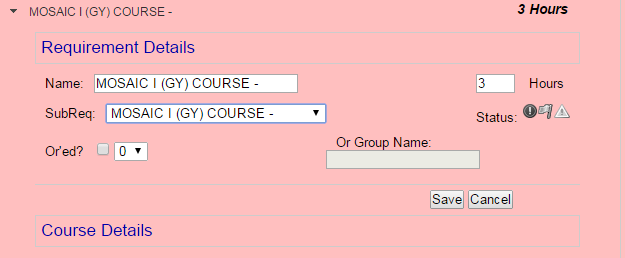 MOSAIC I (GY) COURSE - 3 Hours
Requirement Details
Name: MOSAIC I (GY) COURSE - 3 Hours
SubReq: MOSAIC I (GY) COURSE - Status:
Or'ed? 0 Or Group Name:
Save Cancel
Course Details